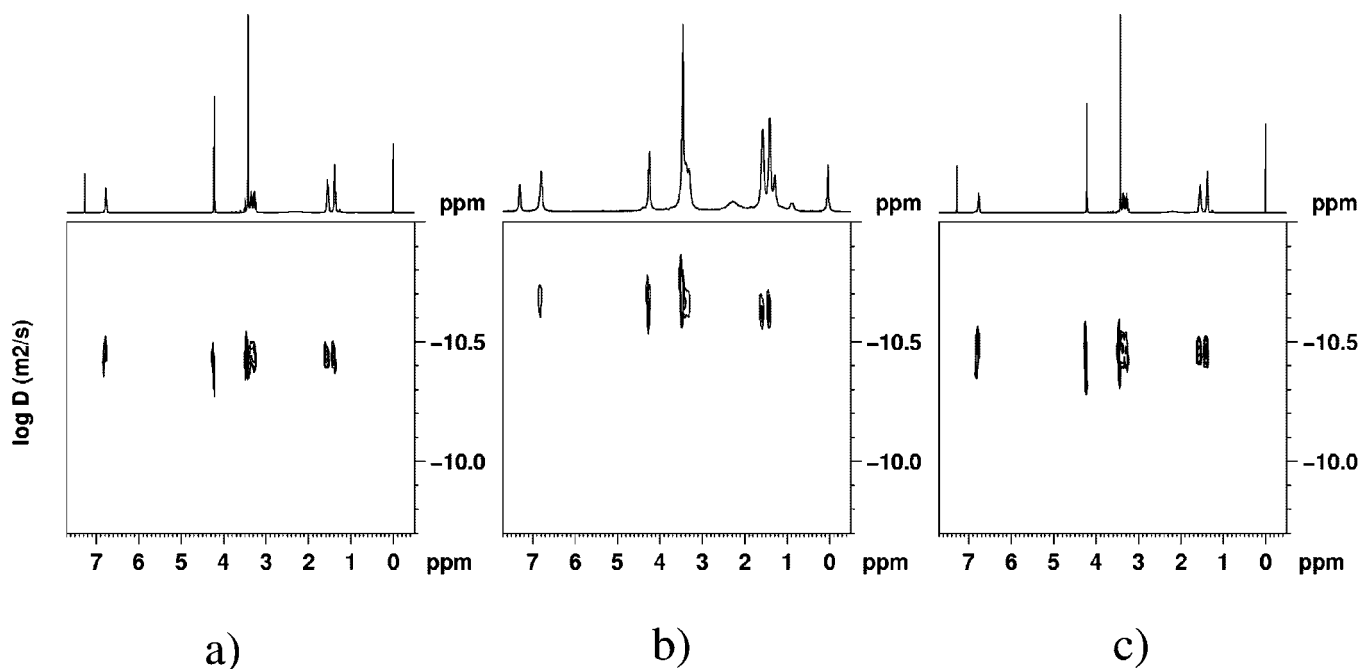 ppm ppm ppm
log D (m2/s)
−10.5 −10.5 −10.5
−10.0 −10.0 −10.0
7 6 5 4 3 2 1 0 ppm 7 6 5 4 3 2 1 0 ppm 7 6 5 4 3 2 1 0 ppm
a) b) c)